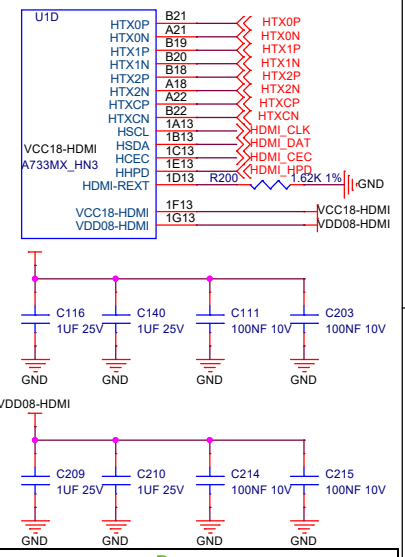 U1D
HTX0P B21 HTX0P
HTX0N A21 HTX0N
HTX1P B19 HTX1P
HTX1N B20 HTX1N
HTX2P B18 HTX2P
HTX2N A18 HTX2N
HTXCP A22 HTXCP
HTXCN B22 HTXCN
HSCL 1A13 HDMI_CLK
HSDA 1B13 HDMI_DAT
VCC18-HDMI HCEC 1C13 HDMI_CEC
A733MX_HN3 HHPD 1E13 HDMI_HPD
HDMI-REXT 1D13 R200 1.62K 1% GND
VCC18-HDMI 1F13 VCC18-HDMI
VDD08-HDMI 1G13 VDD08-HDMI
C116 C140 C111 C203
1UF 25V 1UF 25V 100NF 10V 100NF 10V
GND GND GND GND
VDD08-HDMI
C209 C210 C214 C215
1UF 25V 1UF 25V 100NF 10V 100NF 10V
GND GND GND GND